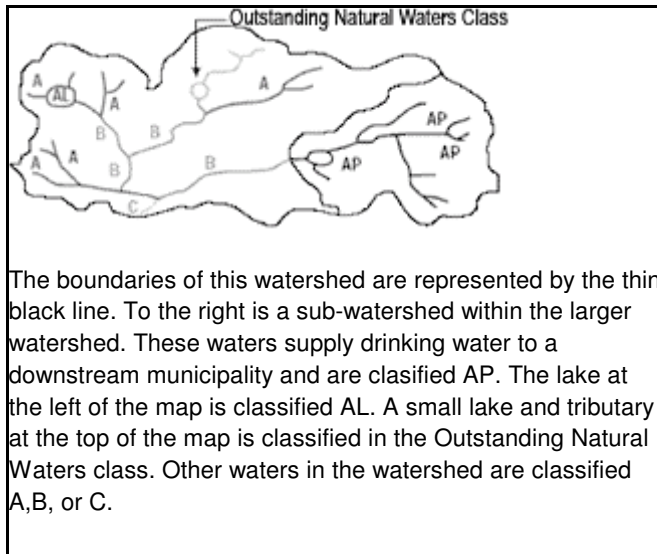 Outstanding Natural Waters Class
A
A
AL
A
AP
B
B
AP
AP
B
B
A
A
C
The boundaries of this watershed are represented by the thin
black line. To the right is a sub-watershed within the larger
watershed. These waters supply drinking water to a
downstream municipality and are clasified AP. The lake at
the left of the map is classified AL. A small lake and tributary
at the top of the map is classified in the Outstanding Natural
Waters class. Other waters in the watershed are classified
A,B, or C.